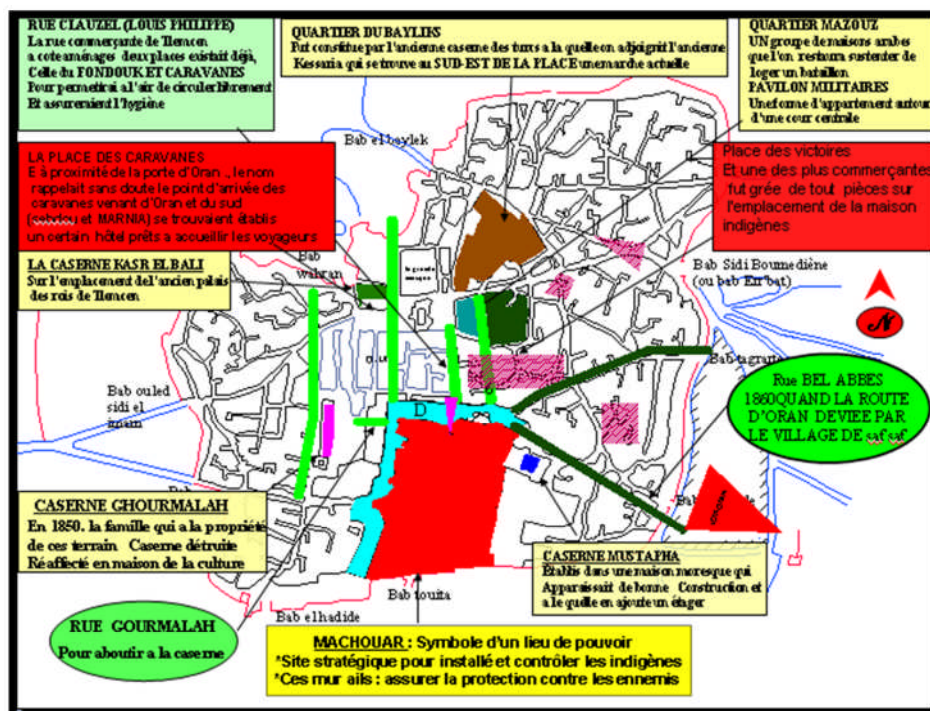 RUE CLAUZEL (LOUIS PHILIPPE)
La rue commerçante de Tlemcen
a cote aménages deux places existait déjà,
Celle du FONDOUK ET CARAVANES
Pour permettrai a l'air de circuler librement
Et assureraient l'hygiène
QUARTIER DU BAYLIKS
Fut constitue par l'ancienne caserne des turcs a la quelle on adjoignit l'ancienne
Kessaria qui se trouve au SUD-EST DE LA PLACE une marche actuelle
QUARTIER MAZOUZ
UN groupe de maisons arabes
que l'on restaura sustenter de
loger un bataillon
PAVILON MILITAIRES
Une forme d'appartement autour
d'une cour centrale
Bab el baylek
LA PLACE DES CARAVANES
E à proximité de la porte d'Oran , le nom
rappelait sans doute le point d'arrivée des
caravanes venant d'Oran et du sud
(sebdou et MARNIA) se trouvaient établis
un certain hôtel prêts a accueillir les voyageurs
Place des victoires
Et une des plus commerçantes
fut grée de tout pièces sur
l'emplacement de la maison
indigènes
LA CASERNE KASR EL BALI
Sur l'emplacement de l'ancien palais
des rois de Tlemcen
Bab
wahran
la grande
mosquée
Bab Sidi Boumediène
(ou bab Err'bat)
N
Bab tagrarte
Bab ouled
sidi el
imam
D
Rue BEL ABBES
1860QUAND LA ROUTE
D'ORAN DEVIEE PAR
LE VILLAGE DE saf saf
CASERNE GHOURMALAH
En 1850. la famille qui a la propriété
de ces terrain Caserne détruite
Réaffecté en maison de la culture
CASERNE MUSTAPHA
Établis dans une maison moresque qui
Apparaissait de bonne Construction et
a le quelle en ajoute un étager
Bab touita
Bab el hadide
RUE GOURMALAH
Pour aboutir a la caserne
MACHOUAR : Symbole d'un lieu de pouvoir
*Site stratégique pour installé et contrôler les indigènes
*Ces mur ails : assurer la protection contre les ennemis